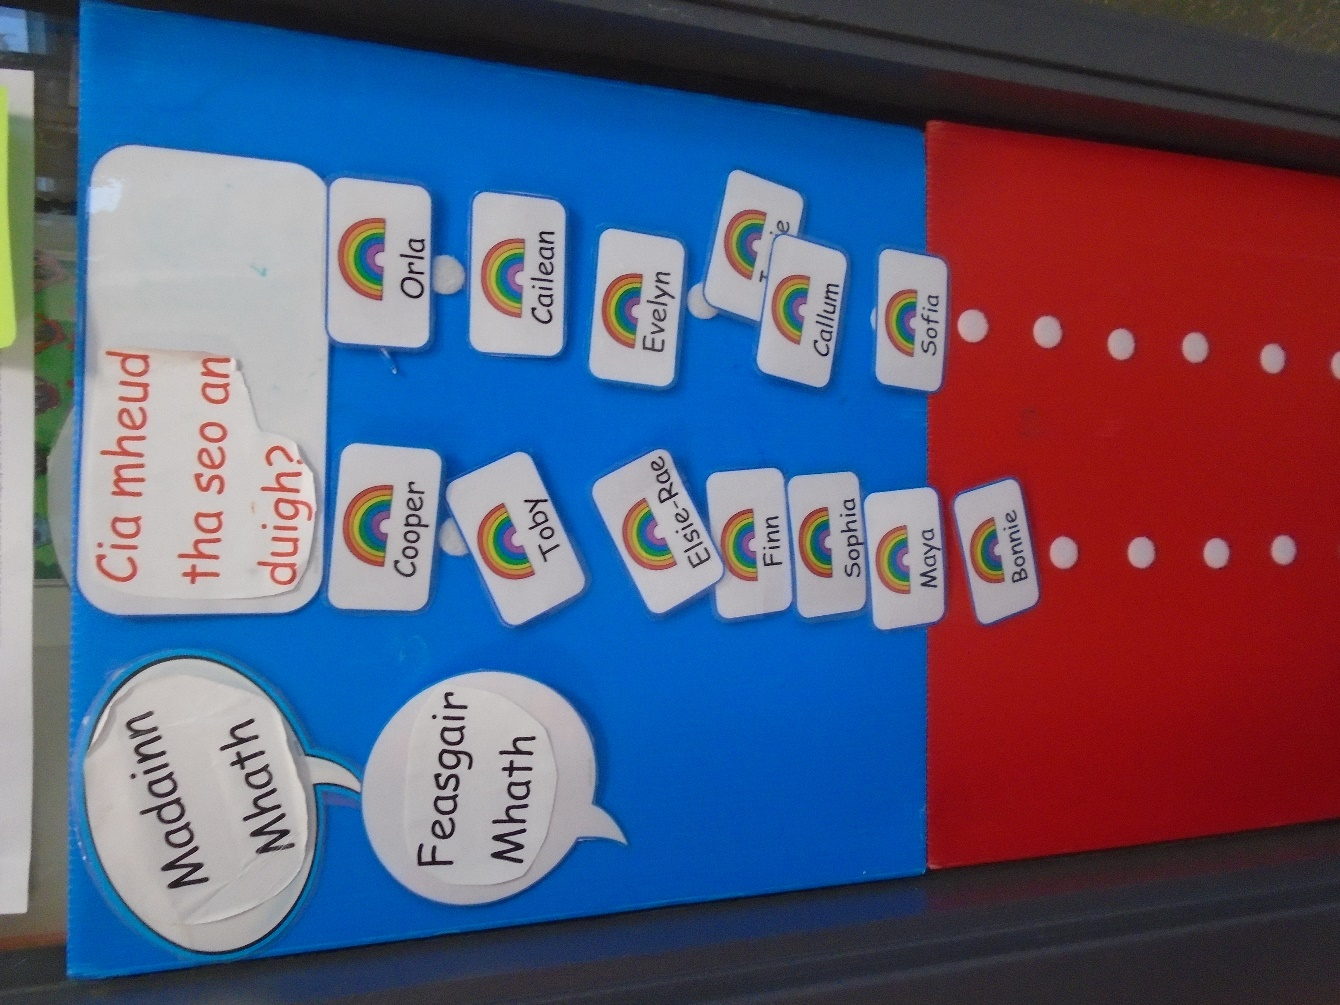 Madainn
Mhath
Feasgair
Mhath
Cia mheud
tha seo an
duigh?
Cooper
Toby
Elsie-Rae
Finn
Sophia
Maya
Bonnie
Orla
Cailean
Evelyn
Callum
Sofia